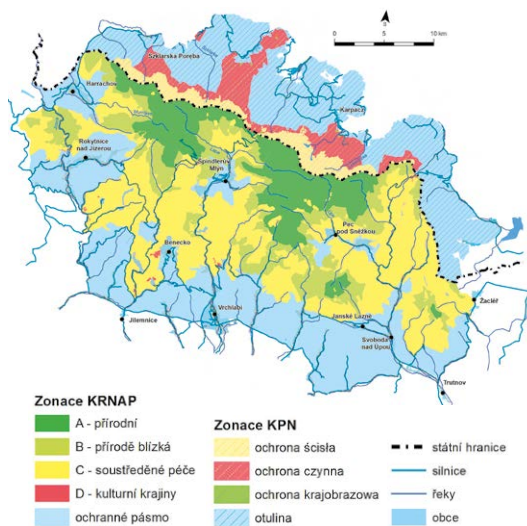 0
5
10 km
Szklarska Poreba
Harrachov
Karpacz
Rokytnice
nad Jizerou
Špindlerův
Mlýn
Pec
pod Sněžkou
Benecko
Žacléř
Vrchlabí
Jilemnice
Janské Lázně
Svoboda
nad Úpou
Trutnov
Zonace KRNAP
A - přírodní
B - přírodě blízká
C - soustředěné péče
D - kulturní krajiny
ochranné pásmo
Zonace KPN
ochrona ścisła
ochrona czynna
ochrona krajobrazowa
otulina
státní hranice
silnice
řeky
obce